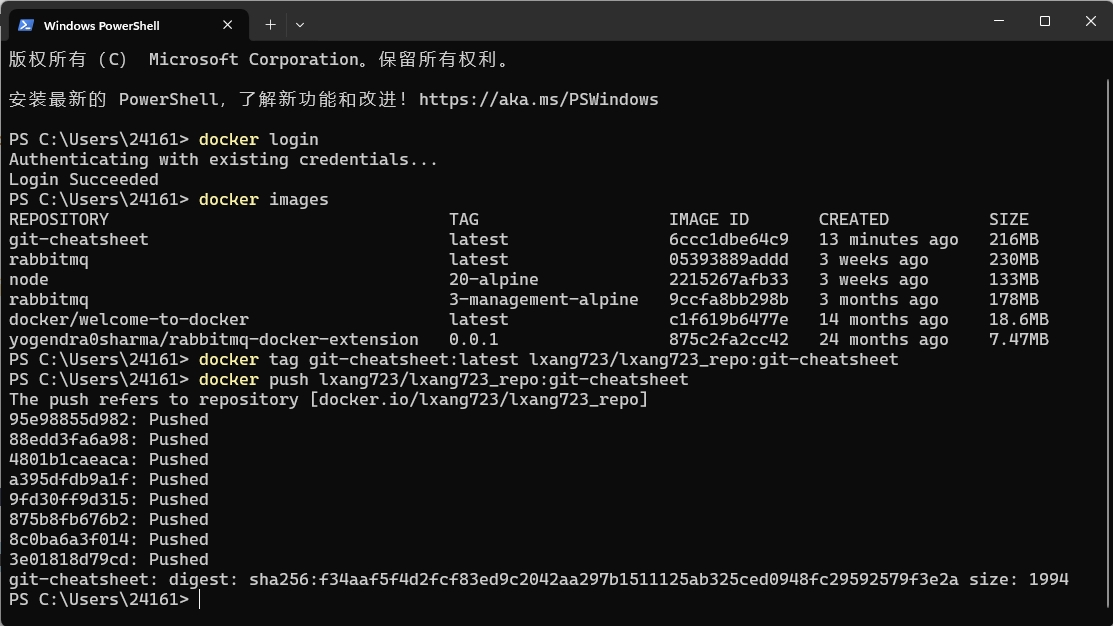 Windows PowerShell
版权所有 (C)  Microsoft Corporation。保留所有权利。
安装最新的 PowerShell，了解新功能和改进！https://aka.ms/PSWindows
PS C:\Users\24161> docker login
Authenticating with existing credentials...
Login Succeeded
PS C:\Users\24161> docker images
REPOSITORY                                  TAG                   IMAGE ID       CREATED          SIZE
git-cheatsheet                              latest                6ccc1dbe64c9   13 minutes ago   216MB
rabbitmq                                    latest                05393889addd   3 weeks ago      230MB
node                                        20-alpine             2215267afb33   3 weeks ago      133MB
rabbitmq                                    3-management-alpine   9ccfa8bb298b   3 months ago     178MB
docker/welcome-to-docker                    latest                c1f619b6477e   14 months ago    18.6MB
yogendra0sharma/rabbitmq-docker-extension   0.0.1                 875c2fa2cc42   24 months ago    7.47MB
PS C:\Users\24161> docker tag git-cheatsheet:latest lxang723/lxang723_repo:git-cheatsheet
PS C:\Users\24161> docker push lxang723/lxang723_repo:git-cheatsheet
The push refers to repository [docker.io/lxang723/lxang723_repo]
95e98855d982: Pushed
88edd3fa6a98: Pushed
4801b1caeaca: Pushed
a395dfdb9a1f: Pushed
9fd30ff9d315: Pushed
875b8fb676b2: Pushed
8c0ba6a3f014: Pushed
3e01818d79cd: Pushed
git-cheatsheet: digest: sha256:f34aaf5f4d2fcf83ed9c2042aa297b1511125ab325ced0948fc29592579f3e2a size: 1994
PS C:\Users\24161>